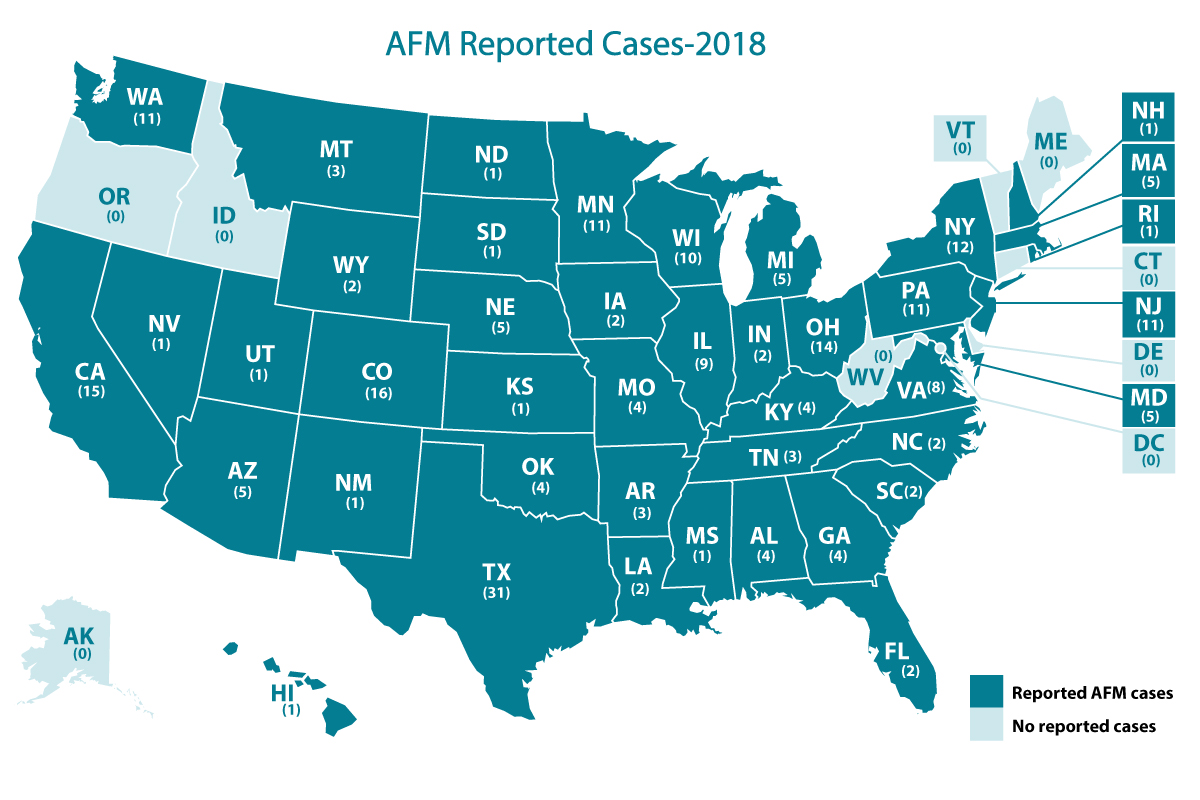 AFM Reported Cases-2018
WA
(11)
MT
(3)
ND
(1)
MN
(11)
OR
(0)
ID
(0)
WY
(2)
SD
(1)
WI
(10)
MI
(5)
NY
(12)
VT
(0)
ME
(0)
NH
(1)
MA
(5)
RI
(1)
CT
(0)
NJ
(11)
DE
(0)
MD
(5)
DC
(0)
CA
(15)
NV
(1)
UT
(1)
CO
(16)
NE
(5)
IA
(2)
IL
(9)
IN
(2)
OH
(14)
PA
(11)
KS
(1)
MO
(4)
KY (4)
(0)
WV
VA(8)
AZ
(5)
NM
(1)
OK
(4)
AR
(3)
TN (3)
NC (2)
SC(2)
TX
(31)
LA
(2)
MS
(1)
AL
(4)
GA
(4)
FL
(2)
AK
(0)
HI
(1)
Reported AFM cases
No reported cases